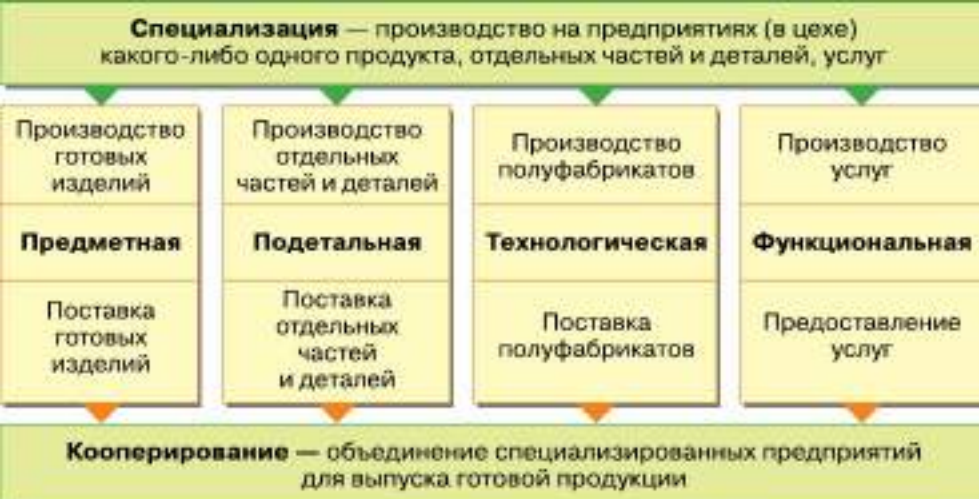 Специализация — производство на предприятиях (в цехе)
какого-либо одного продукта, отдельных частей и деталей, услуг
Производство
готовых
изделий
Предметная
Поставка
готовых
изделий
Производство
отдельных
частей и деталей
Подетальная
Поставка
отдельных
частей
и деталей
Производство
полуфабрикатов
Технологическая
Поставка
полуфабрикатов
Производство
услуг
Функциональная
Предоставление
услуг
Кооперирование — объединение специализированных предприятий
для выпуска готовой продукции